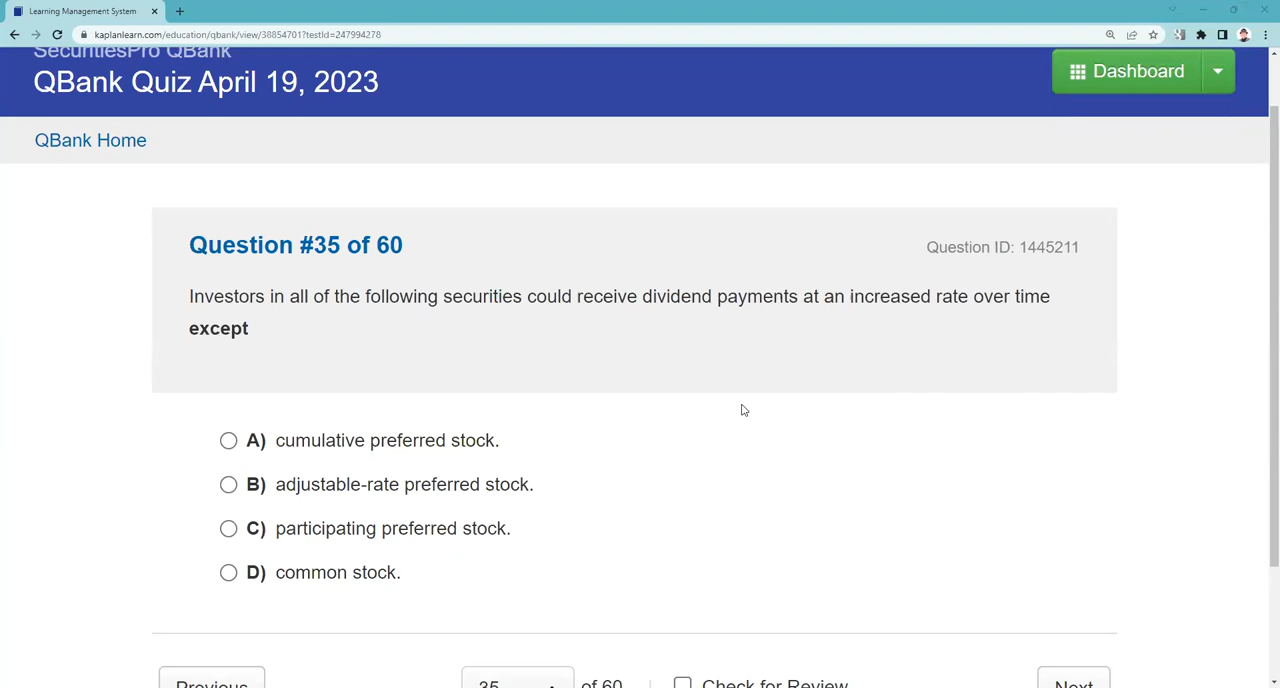 Learning Management System
kaplanlearn.com/education/qbank/view/38854701?testId=247994278
SecuritiesPro QBank
QBank Quiz April 19, 2023
Dashboard
QBank Home
Question #35 of 60
Question ID: 1445211
Investors in all of the following securities could receive dividend payments at an increased rate over time
except
A) cumulative preferred stock.
B) adjustable-rate preferred stock.
C) participating preferred stock.
D) common stock.
Previous
35
of 60
Check for Review
Next